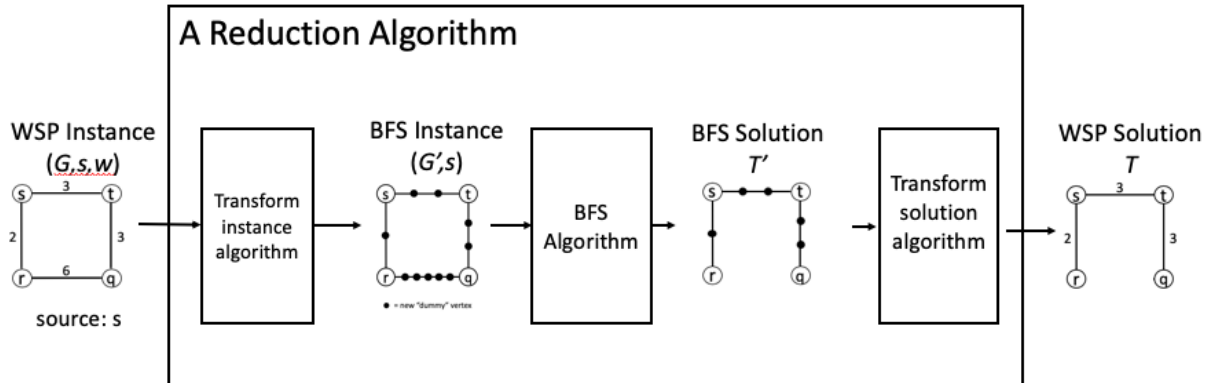 A Reduction Algorithm
WSP Instance
(G,s,w)
s
3
t
2
3
r
6
q
source: s
Transform
instance
algorithm
BFS Instance
(G′,s)
s
t
r
q
● = new "dummy" vertex
BFS
Algorithm
BFS Solution
T′
s
t
r
q
Transform
solution
algorithm
WSP Solution
T
s
3
t
2
3
r
q